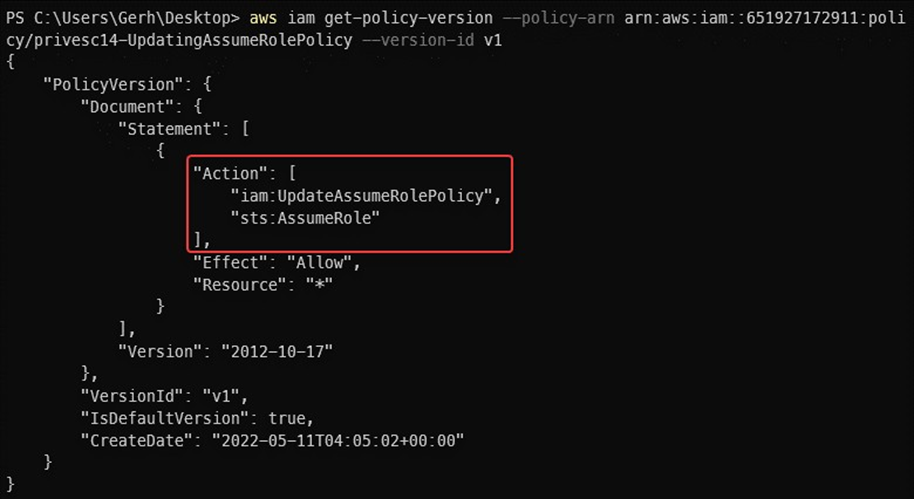 PS C:\Users\Gerh\Desktop> aws iam get-policy-version --policy-arn arn:aws:iam::651927172911:poli
cy/privesc14-UpdatingAssumeRolePolicy --version-id v1
{
    "PolicyVersion": {
        "Document": {
            "Statement": [
                {
                    "Action": [
                        "iam:UpdateAssumeRolePolicy",
                        "sts:AssumeRole"
                    ],
                    "Effect": "Allow",
                    "Resource": "*"
                }
            ],
            "Version": "2012-10-17"
        },
        "VersionId": "v1",
        "IsDefaultVersion": true,
        "CreateDate": "2022-05-11T04:05:02+00:00"
    }
}